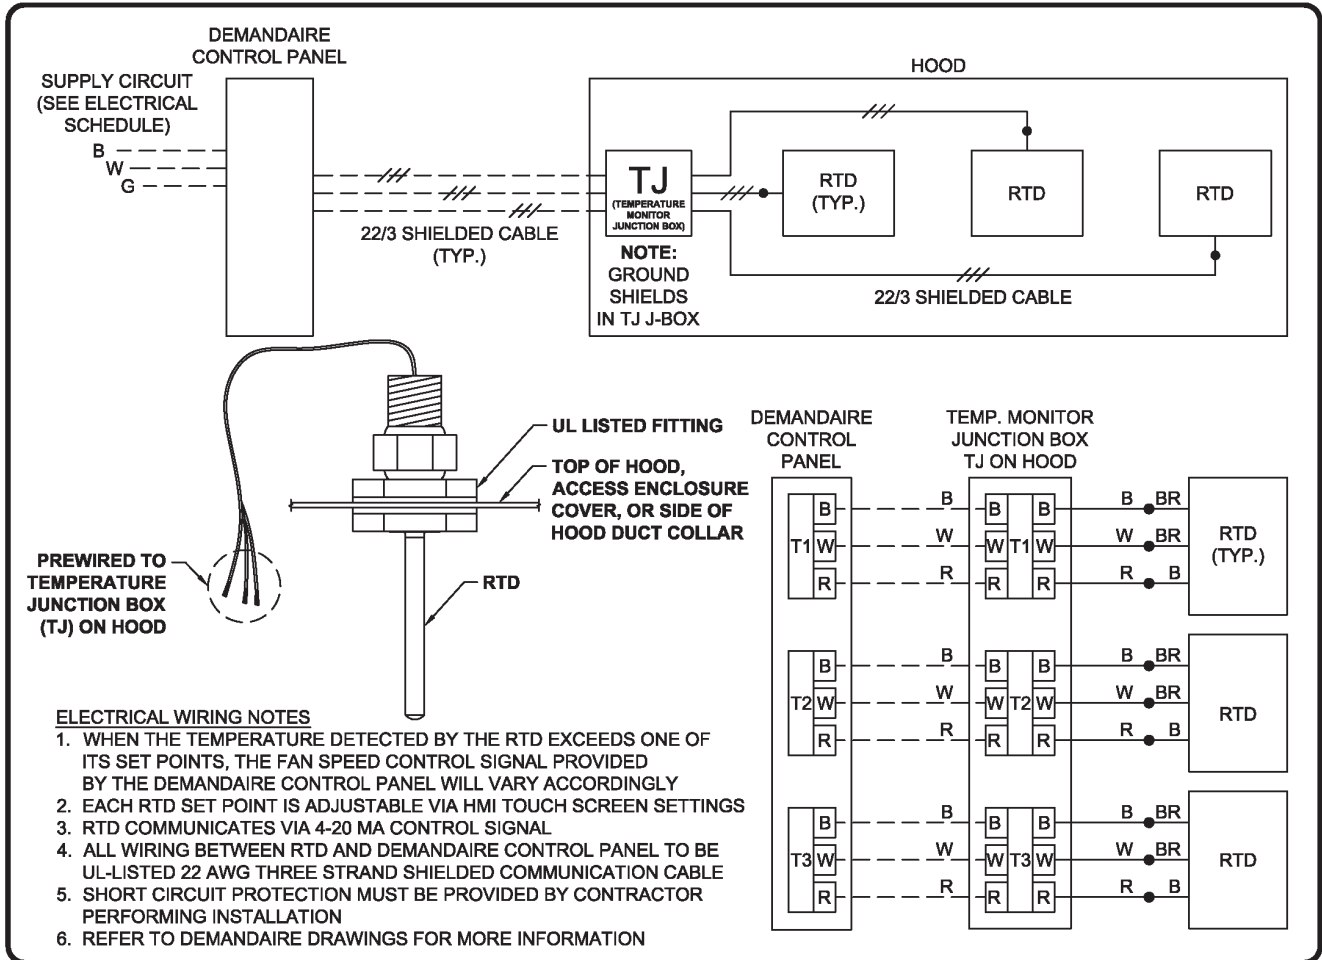 DEMANDAIRE
CONTROL PANEL
SUPPLY CIRCUIT
(SEE ELECTRICAL
SCHEDULE)
B
W
G
22/3 SHIELDED CABLE
(TYP.)
HOOD
TJ
(TEMPERATURE
MONITOR
JUNCTION BOX)
NOTE:
GROUND
SHIELDS
IN TJ J-BOX
RTD
(TYP.)
RTD
RTD
22/3 SHIELDED CABLE
UL LISTED FITTING
TOP OF HOOD,
ACCESS ENCLOSURE
COVER, OR SIDE OF
HOOD DUCT COLLAR
PREWIRED TO
TEMPERATURE
JUNCTION BOX
(TJ) ON HOOD
RTD
DEMANDAIRE
CONTROL
PANEL
TEMP. MONITOR
JUNCTION BOX
TJ ON HOOD
B B B B B BR
T1 W W W T1 W W BR
R R R R R B
RTD
(TYP.)
B B B B B BR
T2 W W W T2 W W BR
R R R R R B
RTD
B B B B B BR
T3 W W W T3 W W BR
R R R R R B
RTD
ELECTRICAL WIRING NOTES
1. WHEN THE TEMPERATURE DETECTED BY THE RTD EXCEEDS ONE OF
ITS SET POINTS, THE FAN SPEED CONTROL SIGNAL PROVIDED
BY THE DEMANDAIRE CONTROL PANEL WILL VARY ACCORDINGLY
2. EACH RTD SET POINT IS ADJUSTABLE VIA HMI TOUCH SCREEN SETTINGS
3. RTD COMMUNICATES VIA 4-20 MA CONTROL SIGNAL
4. ALL WIRING BETWEEN RTD AND DEMANDAIRE CONTROL PANEL TO BE
UL-LISTED 22 AWG THREE STRAND SHIELDED COMMUNICATION CABLE
5. SHORT CIRCUIT PROTECTION MUST BE PROVIDED BY CONTRACTOR
PERFORMING INSTALLATION
6. REFER TO DEMANDAIRE DRAWINGS FOR MORE INFORMATION